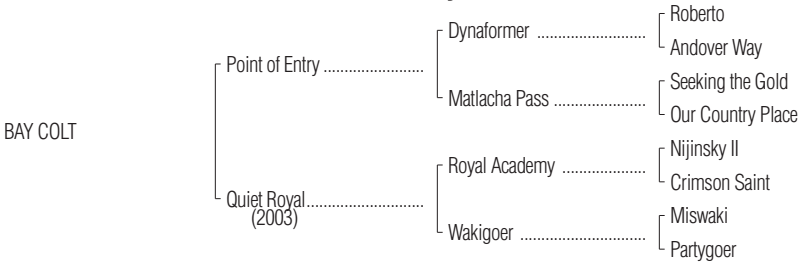 Roberto
Dynaformer ..........................
Andover Way
Point of Entry ........................
Seeking the Gold
Matlacha Pass ......................
Our Country Place
BAY COLT
Nijinsky II
Royal Academy ....................
Crimson Saint
Quiet Royal............................
(2003)
Miswaki
Wakigoer ..............................
Partygoer